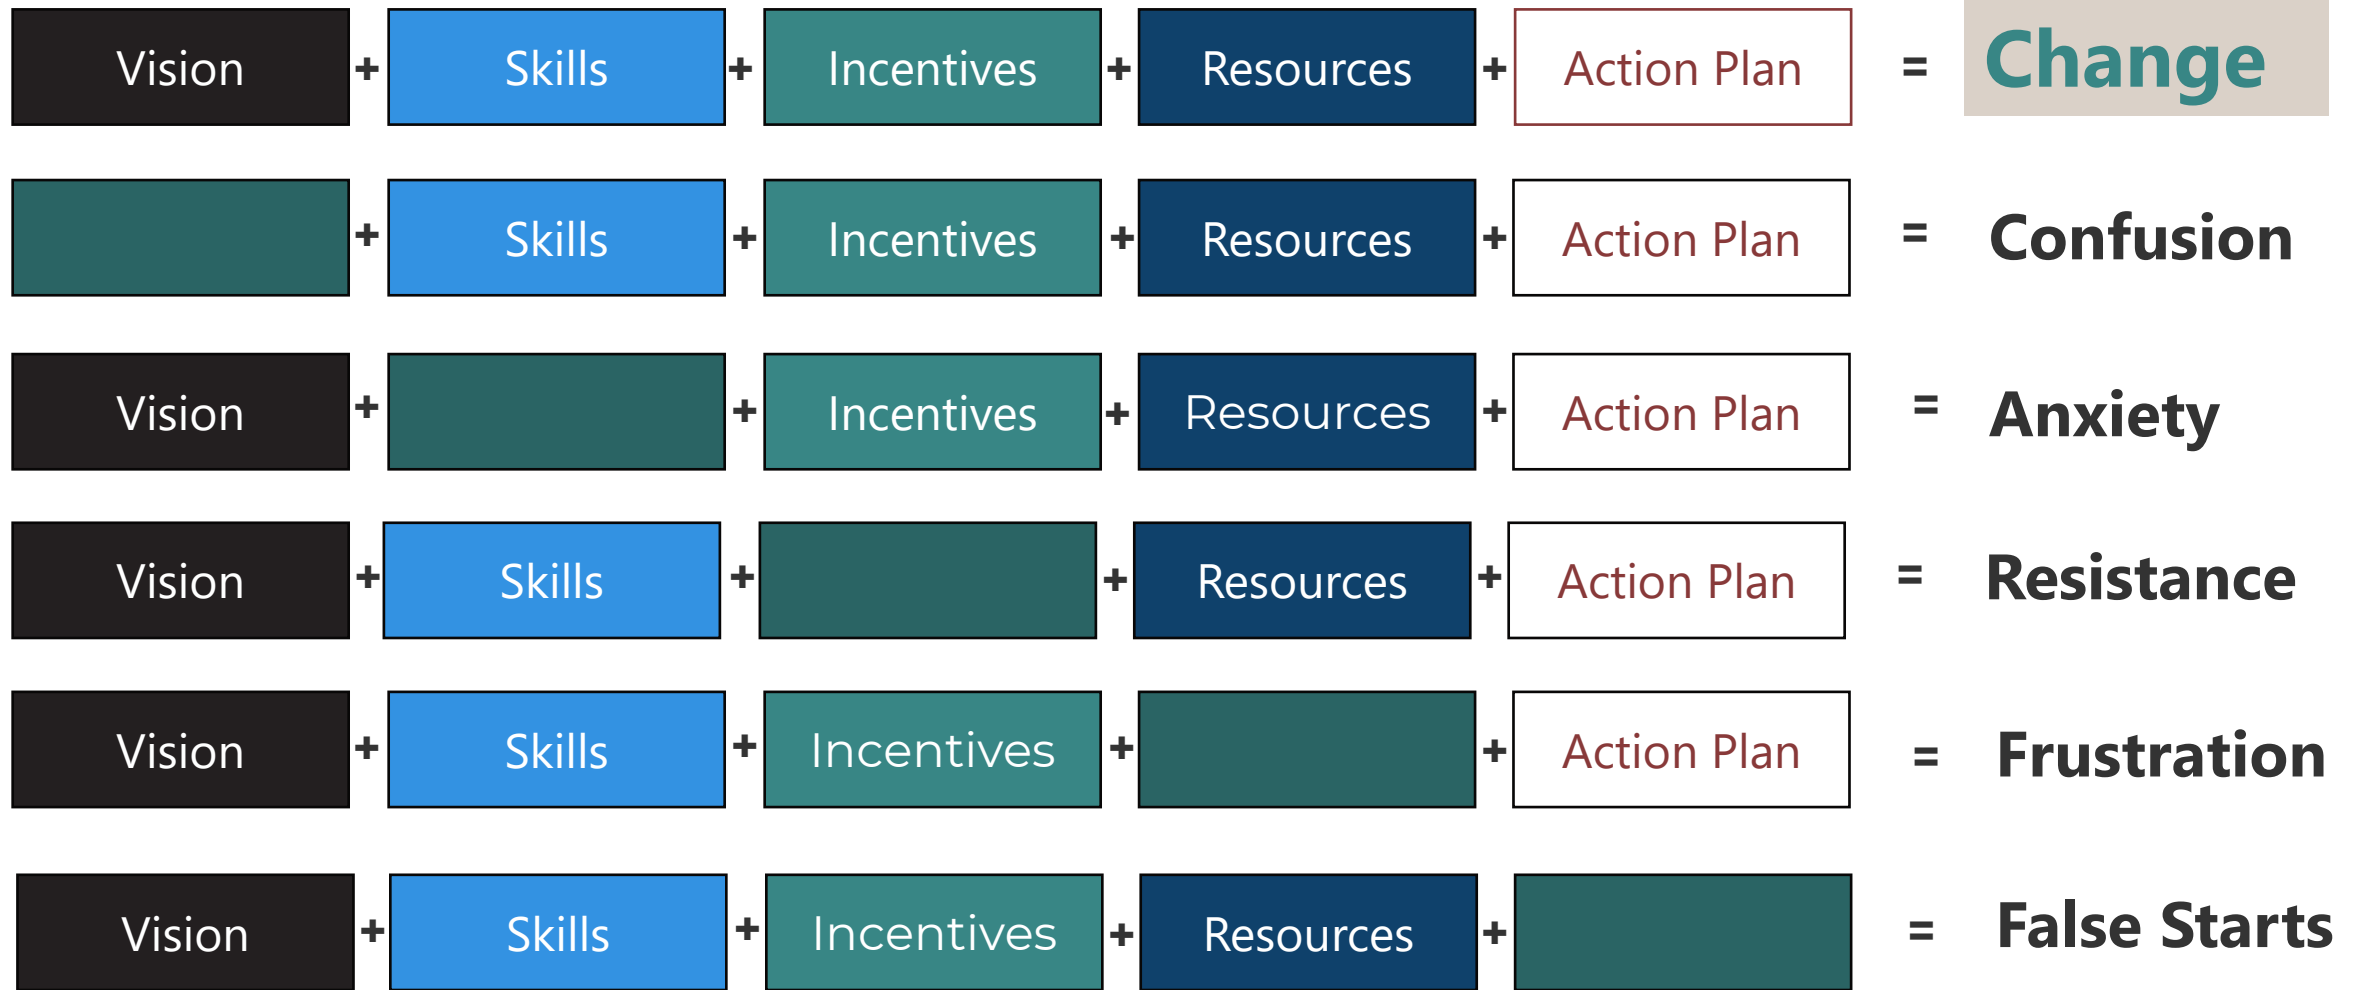 Vision + Skills + Incentives + Resources + Action Plan = Change
+ Skills + Incentives + Resources + Action Plan = Confusion
Vision + + Incentives + Resources + Action Plan = Anxiety
Vision + Skills + + Resources + Action Plan = Resistance
Vision + Skills + Incentives + + Action Plan = Frustration
Vision + Skills + Incentives + Resources + = False Starts